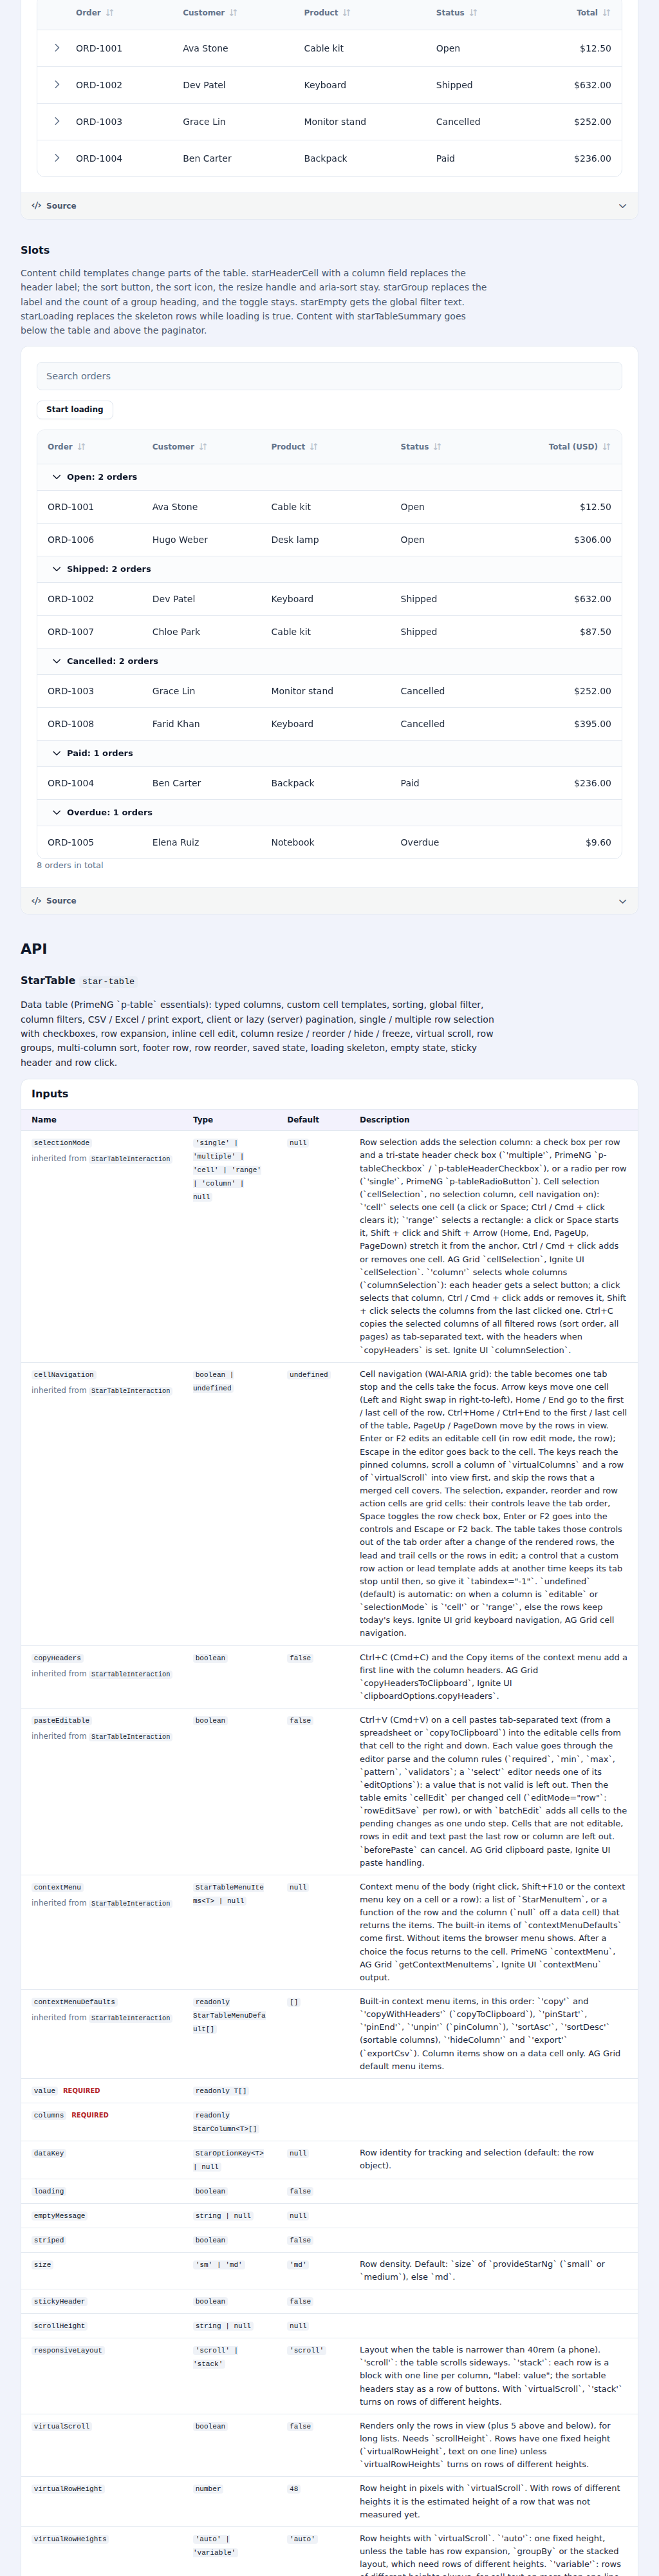 Order Customer Product Status Total
ORD-1001 Ava Stone Cable kit Open $12.50
ORD-1002 Dev Patel Keyboard Shipped $632.00
ORD-1003 Grace Lin Monitor stand Cancelled $252.00
ORD-1004 Ben Carter Backpack Paid $236.00
</> Source
Slots
Content child templates change parts of the table. starHeaderCell with a column field replaces the
header label; the sort button, the sort icon, the resize handle and aria-sort stay. starGroup replaces the
label and the count of a group heading, and the toggle stays. starEmpty gets the global filter text.
starLoading replaces the skeleton rows while loading is true. Content with starTableSummary goes
below the table and above the paginator.
Search orders
Start loading
Order Customer Product Status Total (USD)
Open: 2 orders
ORD-1001 Ava Stone Cable kit Open $12.50
ORD-1006 Hugo Weber Desk lamp Open $306.00
Shipped: 2 orders
ORD-1002 Dev Patel Keyboard Shipped $632.00
ORD-1007 Chloe Park Cable kit Shipped $87.50
Cancelled: 2 orders
ORD-1003 Grace Lin Monitor stand Cancelled $252.00
ORD-1008 Farid Khan Keyboard Cancelled $395.00
Paid: 1 orders
ORD-1004 Ben Carter Backpack Paid $236.00
Overdue: 1 orders
ORD-1005 Elena Ruiz Notebook Overdue $9.60
8 orders in total
</> Source
API
StarTable star-table
Data table (PrimeNG `p-table` essentials): typed columns, custom cell templates, sorting, global filter,
column filters, CSV / Excel / print export, client or lazy (server) pagination, single / multiple row selection
with checkboxes, row expansion, inline cell edit, column resize / reorder / hide / freeze, virtual scroll, row
groups, multi-column sort, footer row, row reorder, saved state, loading skeleton, empty state, sticky
header and row click.
Inputs
Name Type Default Description
selectionMode
inherited from StarTableInteraction
'single' |
'multiple' |
'cell' | 'range'
| 'column' |
null
null
Row selection adds the selection column: a check box per row
and a tri-state header check box (`'multiple'`, PrimeNG `p-
tableCheckbox` / `p-tableHeaderCheckbox`), or a radio per row
(`'single'`, PrimeNG `p-tableRadioButton`). Cell selection
(`cellSelection`, no selection column, cell navigation on):
`'cell'` selects one cell (a click or Space; Ctrl / Cmd + click
clears it); `'range'` selects a rectangle: a click or Space starts
it, Shift + click and Shift + Arrow (Home, End, PageUp,
PageDown) stretch it from the anchor, Ctrl / Cmd + click adds
or removes one cell. AG Grid `cellSelection`, Ignite UI
`cellSelection`. `'column'` selects whole columns
(`columnSelection`): each header gets a select button; a click
selects that column, Ctrl / Cmd + click adds or removes it, Shift
+ click selects the columns from the last clicked one. Ctrl+C
copies the selected columns of all filtered rows (sort order, all
pages) as tab-separated text, with the headers when
`copyHeaders` is set. Ignite UI `columnSelection`.
cellNavigation
inherited from StarTableInteraction
boolean |
undefined
undefined
Cell navigation (WAI-ARIA grid): the table becomes one tab
stop and the cells take the focus. Arrow keys move one cell
(Left and Right swap in right-to-left), Home / End go to the first
/ last cell of the row, Ctrl+Home / Ctrl+End to the first / last cell
of the table, PageUp / PageDown move by the rows in view.
Enter or F2 edits an editable cell (in row edit mode, the row);
Escape in the editor goes back to the cell. The keys reach the
pinned columns, scroll a column of `virtualColumns` and a row
of `virtualScroll` into view first, and skip the rows that a
merged cell covers. The selection, expander, reorder and row
action cells are grid cells: their controls leave the tab order,
Space toggles the row check box, Enter or F2 goes into the
controls and Escape or F2 back. The table takes those controls
out of the tab order after a change of the rendered rows, the
lead and trail cells or the rows in edit; a control that a custom
row action or lead template adds at another time keeps its tab
stop until then, so give it `tabindex="-1"`. `undefined`
(default) is automatic: on when a column is `editable` or
`selectionMode` is `'cell'` or `'range'`, else the rows keep
today's keys. Ignite UI grid keyboard navigation, AG Grid cell
navigation.
copyHeaders
inherited from StarTableInteraction
boolean
false
Ctrl+C (Cmd+C) and the Copy items of the context menu add a
first line with the column headers. AG Grid
`copyHeadersToClipboard`, Ignite UI
`clipboardOptions.copyHeaders`.
pasteEditable
inherited from StarTableInteraction
boolean
false
Ctrl+V (Cmd+V) on a cell pastes tab-separated text (from a
spreadsheet or `copyToClipboard`) into the editable cells from
that cell to the right and down. Each value goes through the
editor parse and the column rules (`required`, `min`, `max`,
`pattern`, `validators`; a `'select'` editor needs one of its
`editOptions`): a value that is not valid is left out. Then the
table emits `cellEdit` per changed cell (`editMode="row"`:
`rowEditSave` per row), or with `batchEdit` adds all cells to the
pending changes as one undo step. Cells that are not editable,
rows in edit and text past the last row or column are left out.
`beforePaste` can cancel. AG Grid clipboard paste, Ignite UI
paste handling.
contextMenu
inherited from StarTableInteraction
StarTableMenuIte
ms<T> | null
null
Context menu of the body (right click, Shift+F10 or the context
menu key on a cell or a row): a list of `StarMenuItem`, or a
function of the row and the column (`null` off a data cell) that
returns the items. The built-in items of `contextMenuDefaults`
come first. Without items the browser menu shows. After a
choice the focus returns to the cell. PrimeNG `contextMenu`,
AG Grid `getContextMenuItems`, Ignite UI `contextMenu`
output.
contextMenuDefaults
inherited from StarTableInteraction
readonly
StarTableMenuDefa
ult[]
[]
Built-in context menu items, in this order: `'copy'` and
`'copyWithHeaders'` (`copyToClipboard`), `'pinStart'`,
`'pinEnd'`, `'unpin'` (`pinColumn`), `'sortAsc'`, `'sortDesc'`
(sortable columns), `'hideColumn'` and `'export'`
(`exportCsv`). Column items show on a data cell only. AG Grid
default menu items.
value REQUIRED readonly T[]
columns REQUIRED
readonly
StarColumn<T>[]
dataKey
StarOptionKey<T>
| null
null
Row identity for tracking and selection (default: the row
object).
loading boolean false
emptyMessage string | null null
striped boolean false
size 'sm' | 'md' 'md'
Row density. Default: `size` of `provideStarNg` (`small` or
`medium`), else `md`.
stickyHeader boolean false
scrollHeight string | null null
responsiveLayout
'scroll' |
'stack'
'scroll'
Layout when the table is narrower than 40rem (a phone).
`'scroll'`: the table scrolls sideways. `'stack'`: each row is a
block with one line per column, "label: value"; the sortable
headers stay as a row of buttons. With `virtualScroll`, `'stack'`
turns on rows of different heights.
virtualScroll boolean false
Renders only the rows in view (plus 5 above and below), for
long lists. Needs `scrollHeight`. Rows have one fixed height
(`virtualRowHeight`, text on one line) unless
`virtualRowHeights` turns on rows of different heights.
virtualRowHeight number 48
Row height in pixels with `virtualScroll`. With rows of different
heights it is the estimated height of a row that was not
measured yet.
virtualRowHeights
'auto' |
'variable'
'auto'
Row heights with `virtualScroll`. `'auto'`: one fixed height,
unless the table has row expansion, `groupBy` or the stacked
layout, which need rows of different heights. `'variable'`: rows